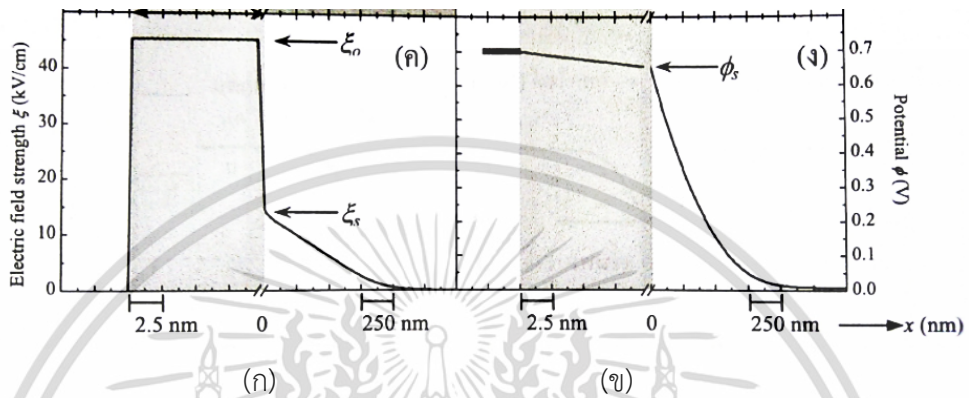 Electric field strength ξ (kV/cm)
40
30
20
10
0
ξo
(ค)
ξs
2.5 nm
0
250 nm
(ง)
ϕs
0.7
0.6
0.5
0.4
0.3
0.2
0.1
0.0
Potential ϕ (V)
2.5 nm
0
250 nm
x (nm)
(ก)
(ข)